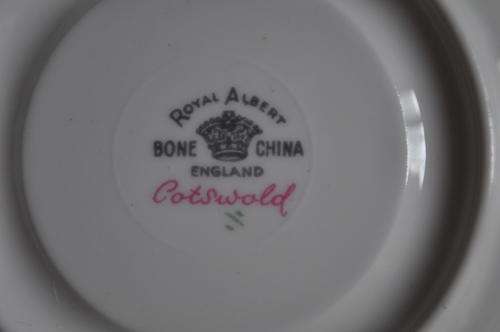 ROYAL ALBERT
BONE CHINA
ENGLAND
Cotswold